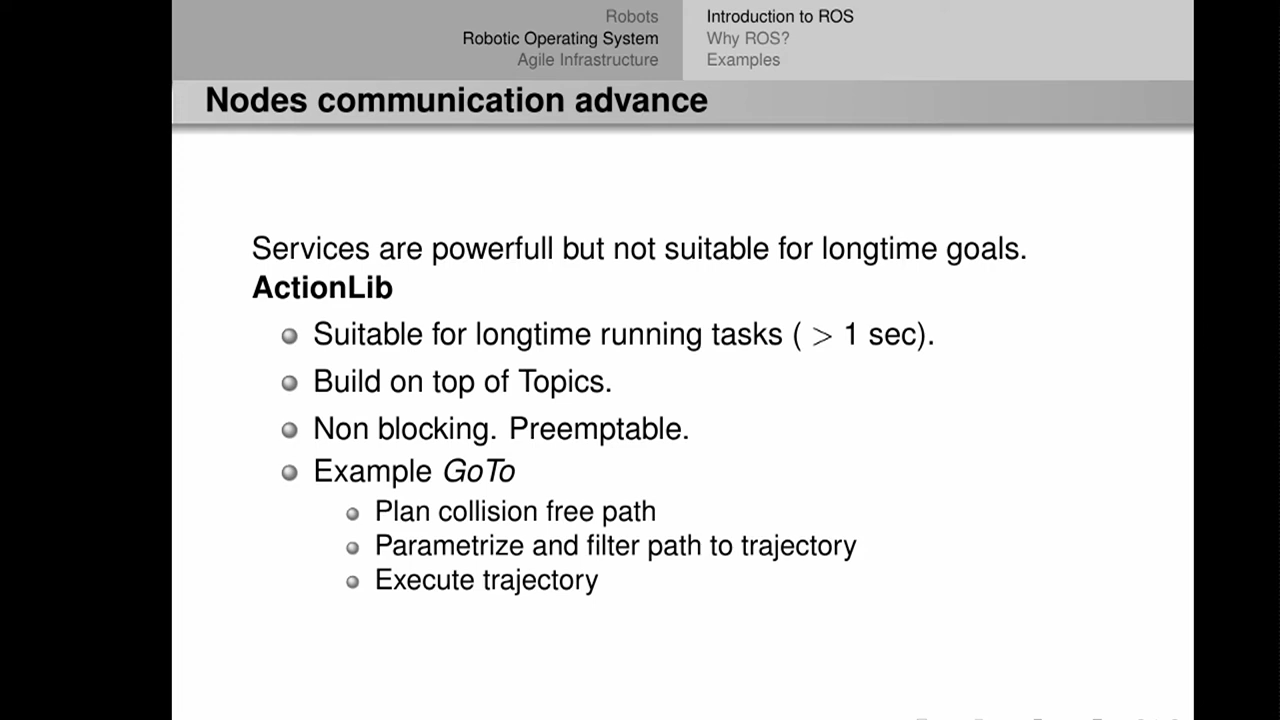 Robots
Robotic Operating System
Agile Infrastructure
Introduction to ROS
Why ROS?
Examples
Nodes communication advance
Services are powerfull but not suitable for longtime goals.
ActionLib
Suitable for longtime running tasks ( > 1 sec).
Build on top of Topics.
Non blocking. Preemptable.
Example GoTo
Plan collision free path
Parametrize and filter path to trajectory
Execute trajectory